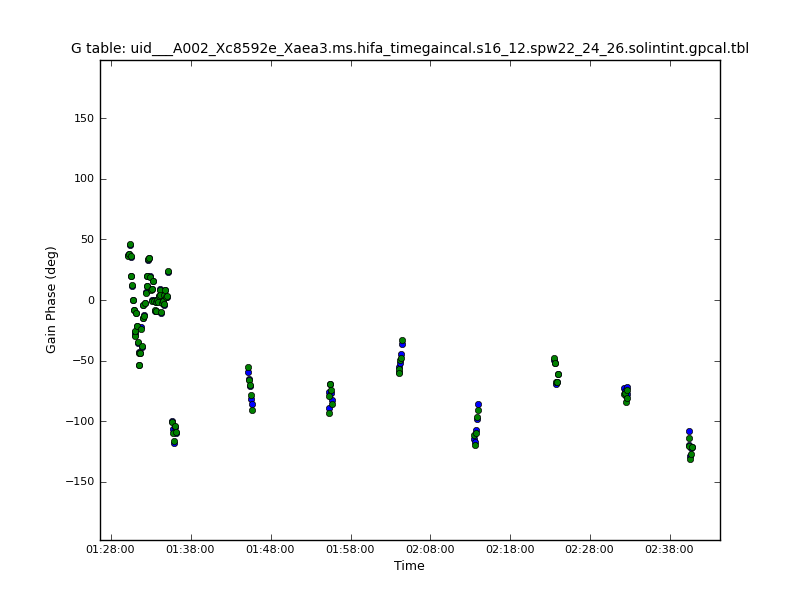 G table: uid___A002_Xc8592e_Xaea3.ms.hifa_timegaincal.s16_12.spw22_24_26.solintint.gpcal.tbl
150
100
50
0
−50
−100
−150
Gain Phase (deg)
01:28:00 01:38:00 01:48:00 01:58:00 02:08:00 02:18:00 02:28:00 02:38:00
Time